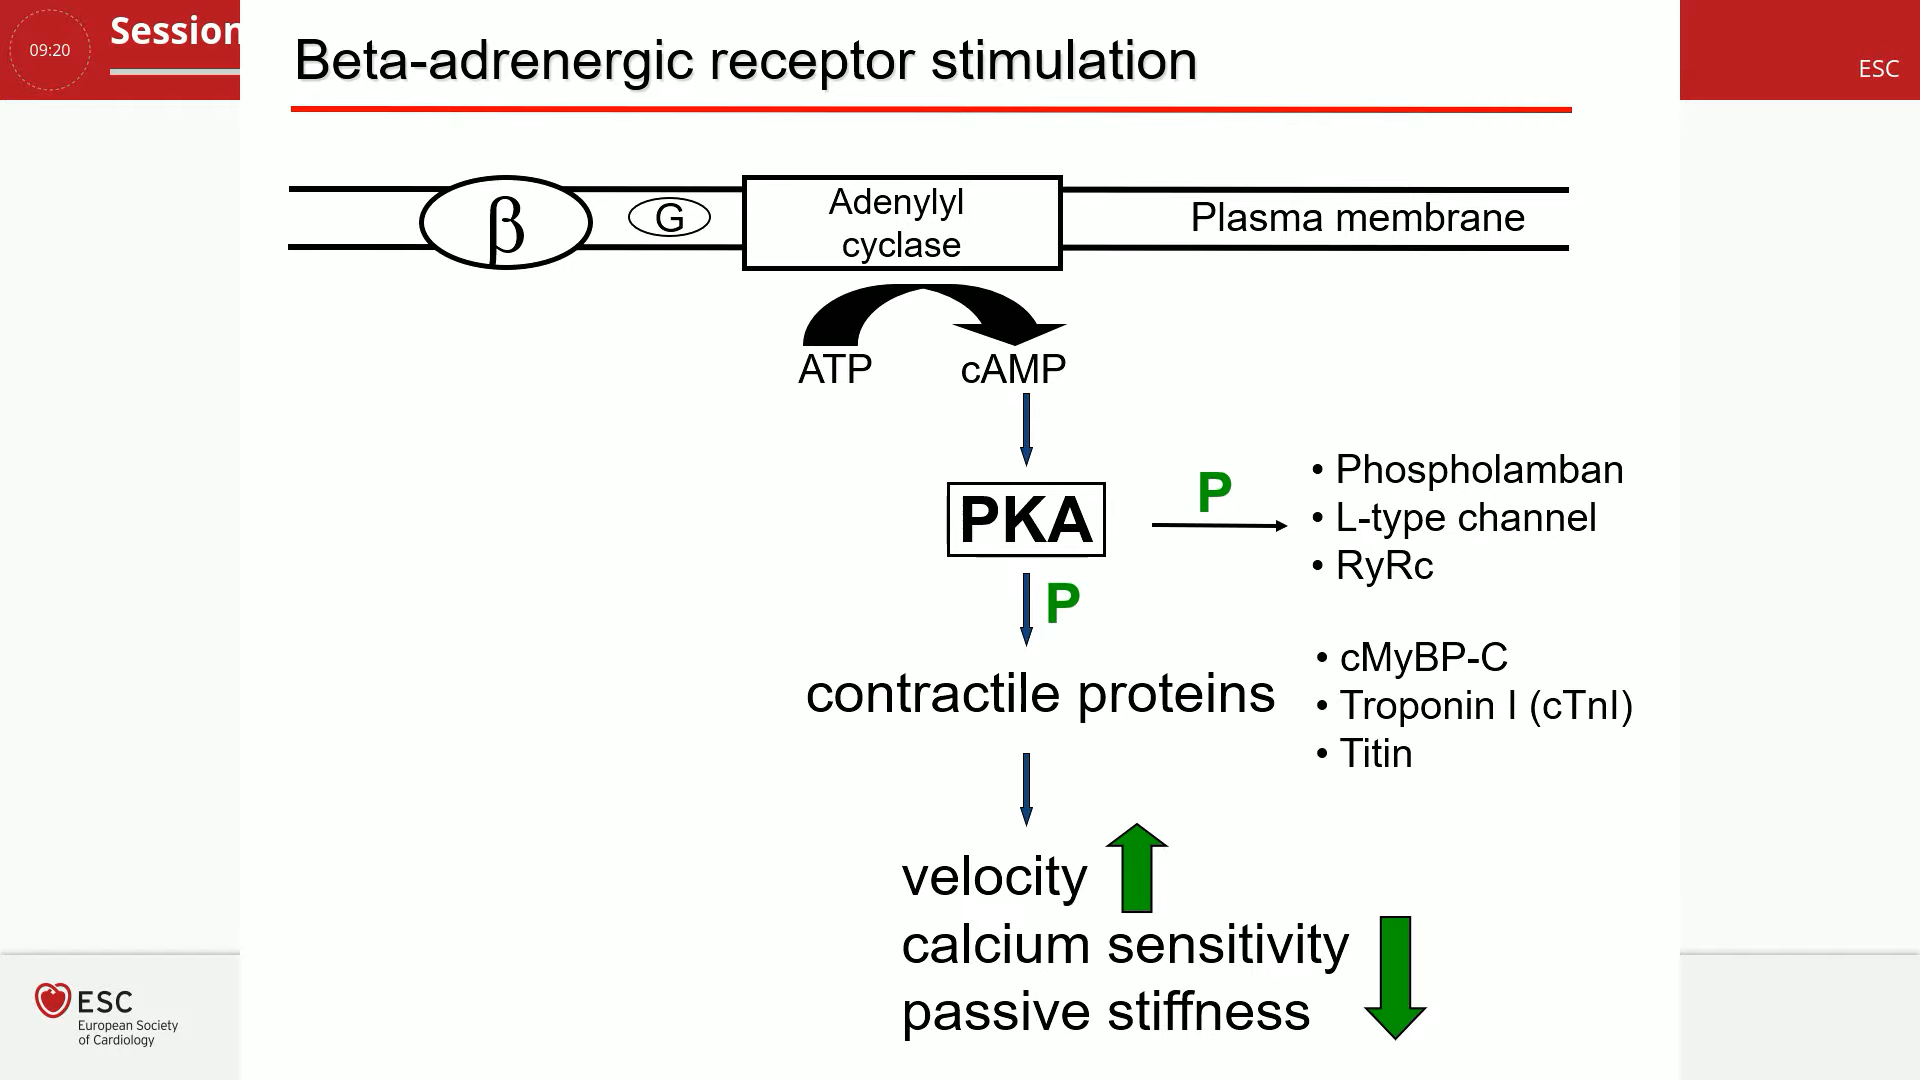 09:20
Session
ESC
Beta-adrenergic receptor stimulation
β
G
Adenylyl
cyclase
Plasma membrane
ATP
cAMP
PKA
P
• Phospholamban
• L-type channel
• RyRc
P
contractile proteins
• cMyBP-C
• Troponin I (cTnI)
• Titin
velocity
calcium sensitivity
passive stiffness
ESC
European Society
of Cardiology